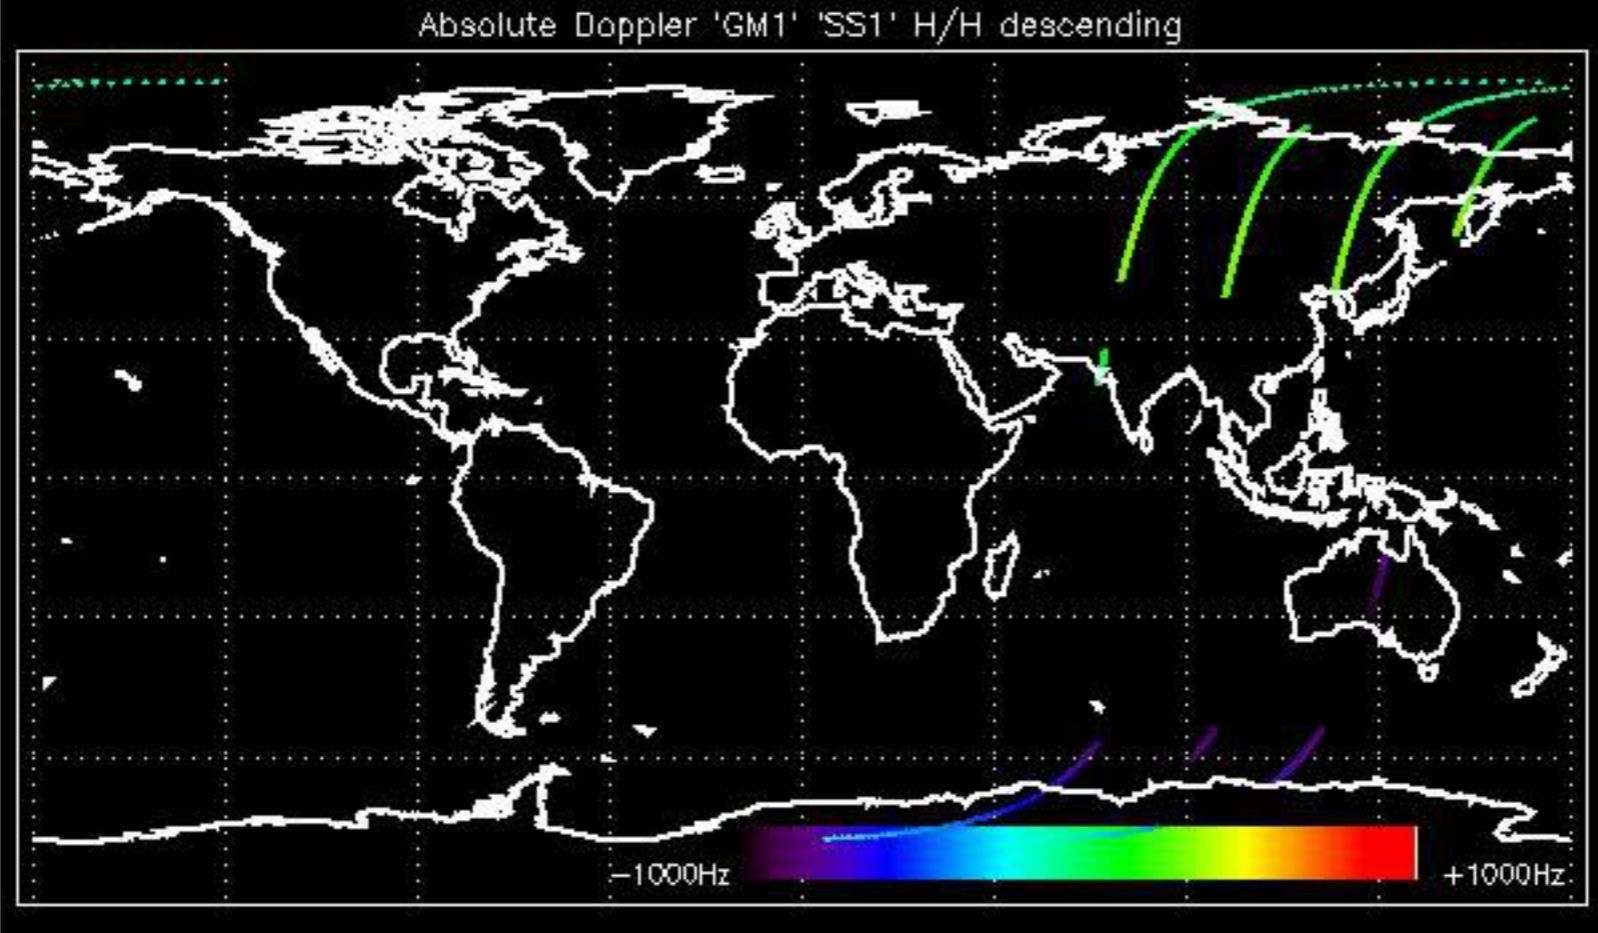 Absolute Doppler 'GM1' 'SS1' H/H descending
−1000Hz
+1000Hz